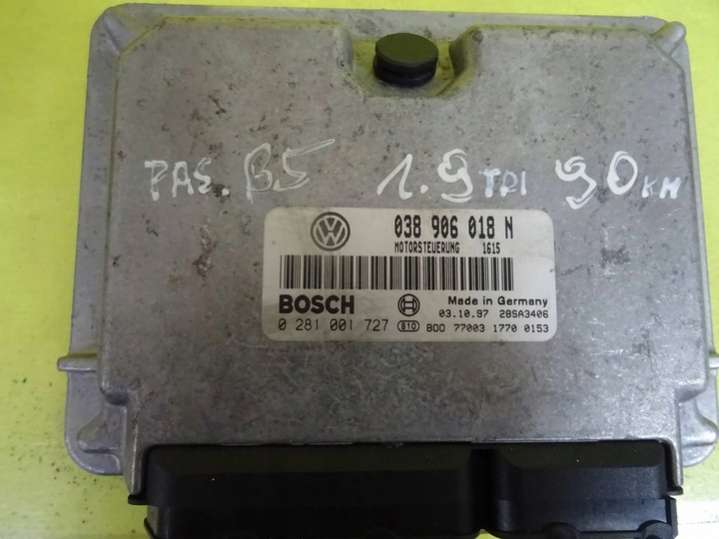 PAS. B5 1.9 TDI 90 KM
038 906 018 N
MOTORSTEUERUNG 1615
BOSCH Made in Germany
03.10.97 28SA3406
0 281 001 727 810 800 77003 1770 0153